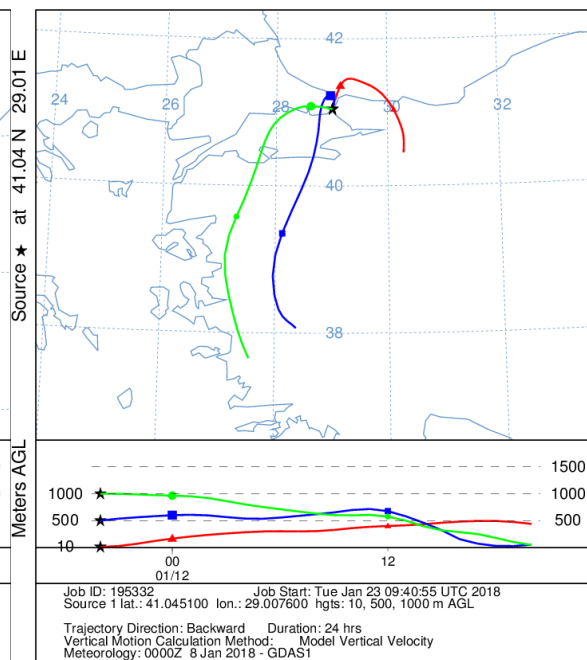 Source ★ at 41.04 N 29.01 E
42
24
26
28
30
32
40
38
Meters AGL
1500
1000
1000
500
500
10
00
12
01/12
Job ID: 195332 Job Start: Tue Jan 23 09:40:55 UTC 2018
Source 1 lat.: 41.045100 lon.: 29.007600 hgts: 10, 500, 1000 m AGL
Trajectory Direction: Backward Duration: 24 hrs
Vertical Motion Calculation Method: Model Vertical Velocity
Meteorology: 0000Z 8 Jan 2018 - GDAS1